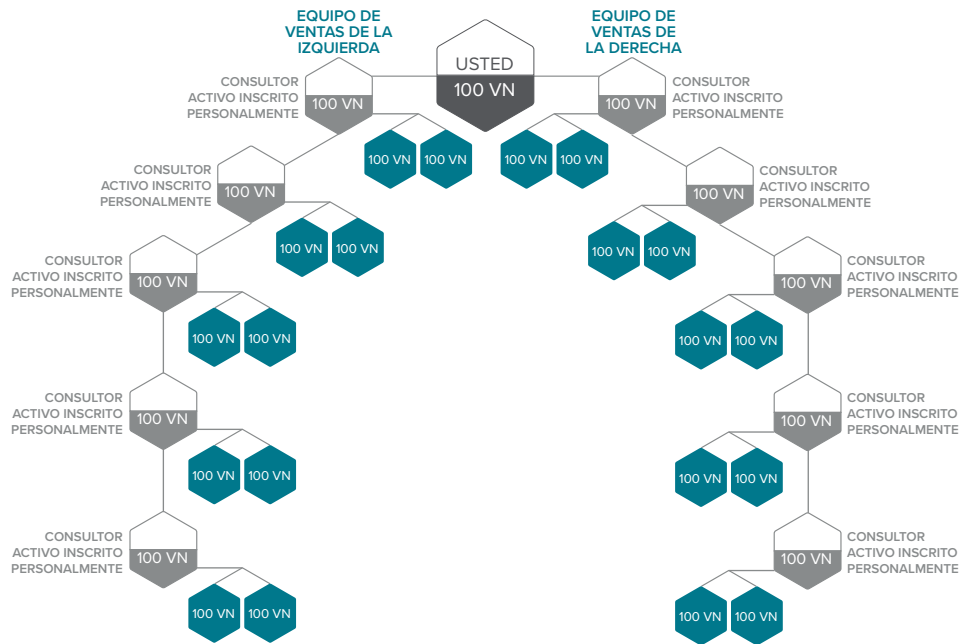 EQUIPO DE
VENTAS DE LA
IZQUIERDA
EQUIPO DE
VENTAS DE
LA DERECHA
USTED
100 VN
CONSULTOR
ACTIVO INSCRITO
PERSONALMENTE
100 VN
100 VN
CONSULTOR
ACTIVO INSCRITO
PERSONALMENTE
100 VN
100 VN
100 VN
100 VN
CONSULTOR
ACTIVO INSCRITO
PERSONALMENTE
100 VN
100 VN
CONSULTOR
ACTIVO INSCRITO
PERSONALMENTE
100 VN
100 VN
100 VN
100 VN
CONSULTOR
ACTIVO INSCRITO
PERSONALMENTE
100 VN
100 VN
CONSULTOR
ACTIVO INSCRITO
PERSONALMENTE
100 VN
100 VN
100 VN
100 VN
CONSULTOR
ACTIVO INSCRITO
PERSONALMENTE
100 VN
100 VN
CONSULTOR
ACTIVO INSCRITO
PERSONALMENTE
100 VN
100 VN
100 VN
100 VN
CONSULTOR
ACTIVO INSCRITO
PERSONALMENTE
100 VN
100 VN
CONSULTOR
ACTIVO INSCRITO
PERSONALMENTE
100 VN
100 VN
100 VN
100 VN